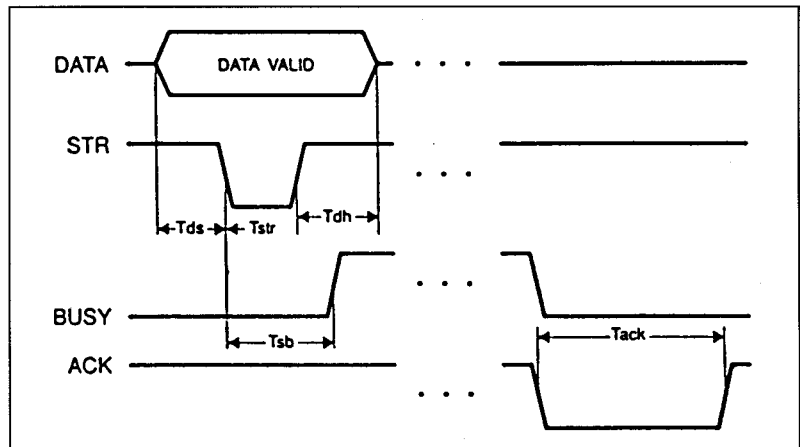 DATA
DATA VALID
STR
Tds
Tstr
Tdh
BUSY
Tsb
Tack
ACK